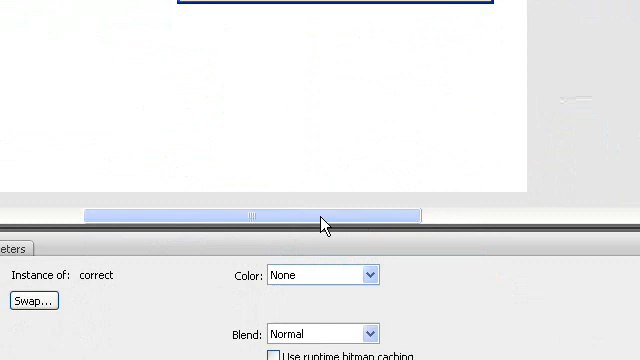 eters
Instance of: correct
Color: None
Swap...
Blend: Normal
Use runtime bitmap caching